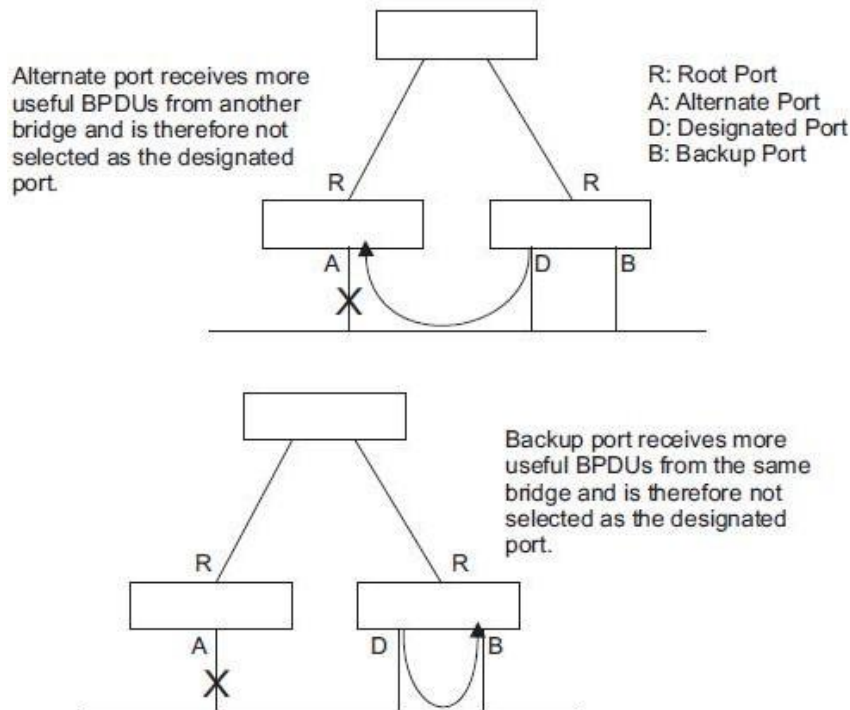 Alternate port receives more
useful BPDUs from another
bridge and is therefore not
selected as the designated
port.
R: Root Port
A: Alternate Port
D: Designated Port
B: Backup Port
R
R
A
D
B
X
Backup port receives more
useful BPDUs from the same
bridge and is therefore not
selected as the designated
port.
R
R
A
D
B
X